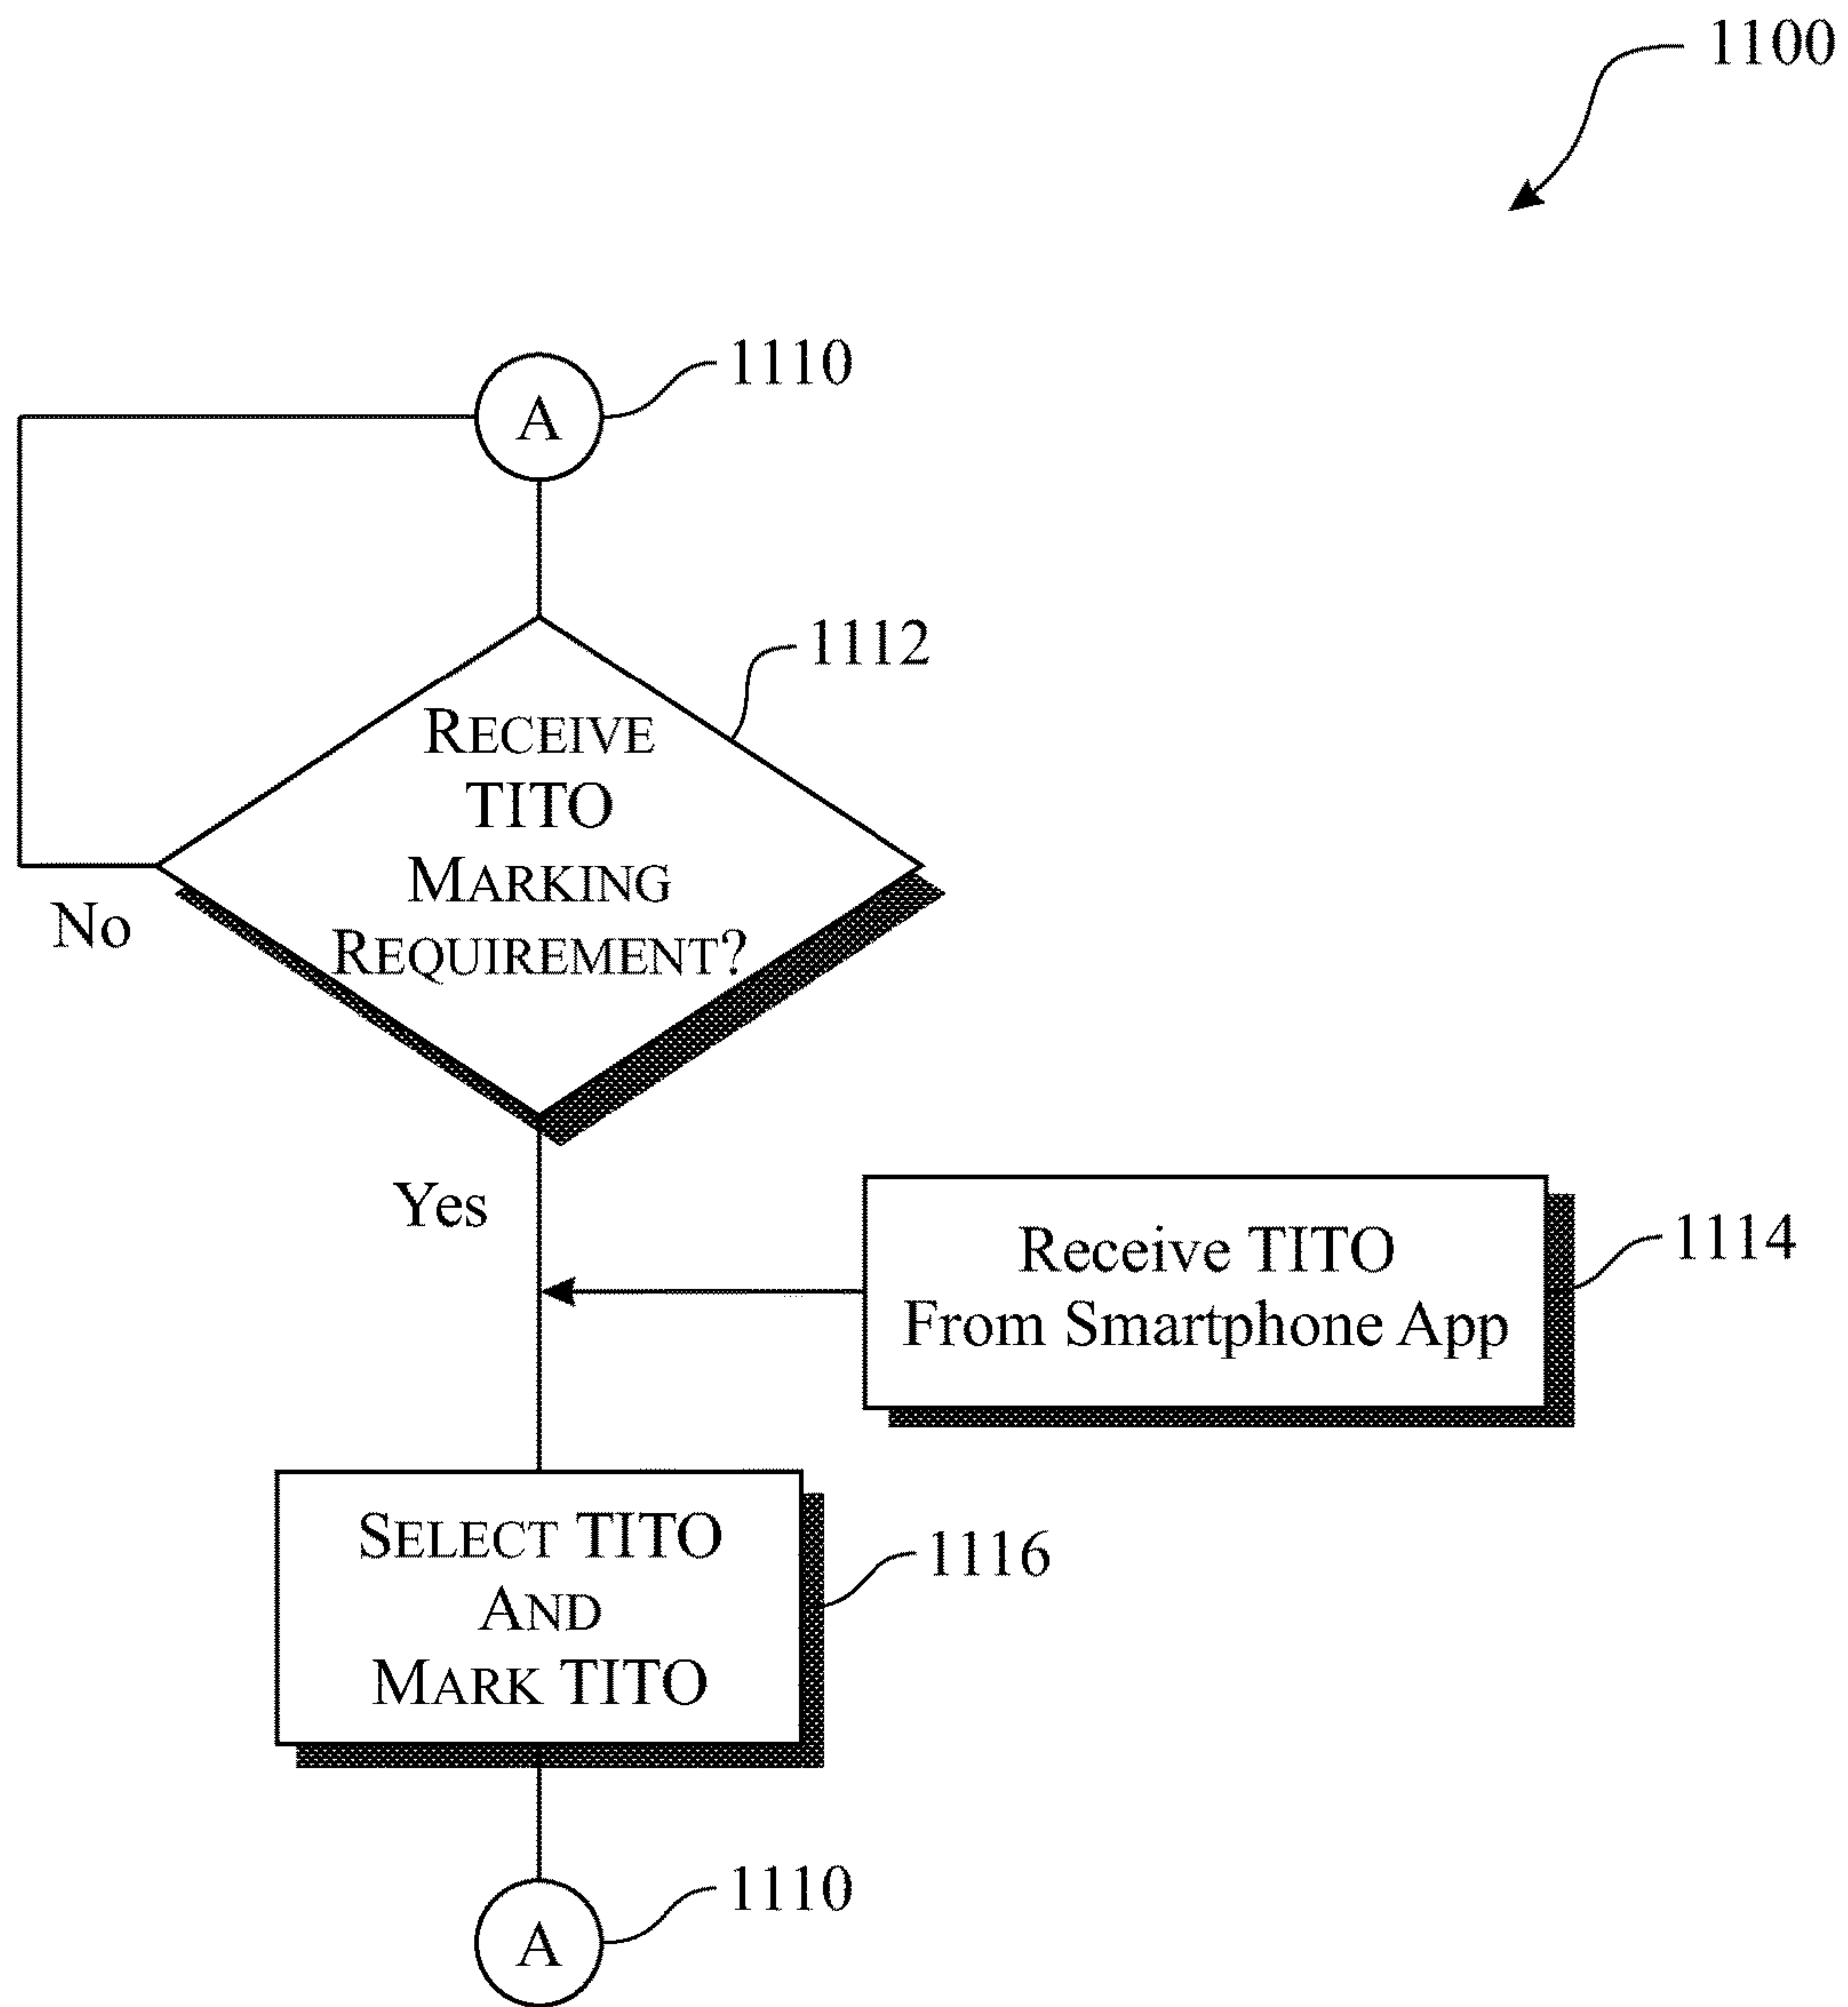 1100
1110
A
1112
RECEIVE
TITO
MARKING
REQUIREMENT?
No
Yes
Receive TITO
From Smartphone App
1114
SELECT TITO
AND
MARK TITO
1116
1110
A